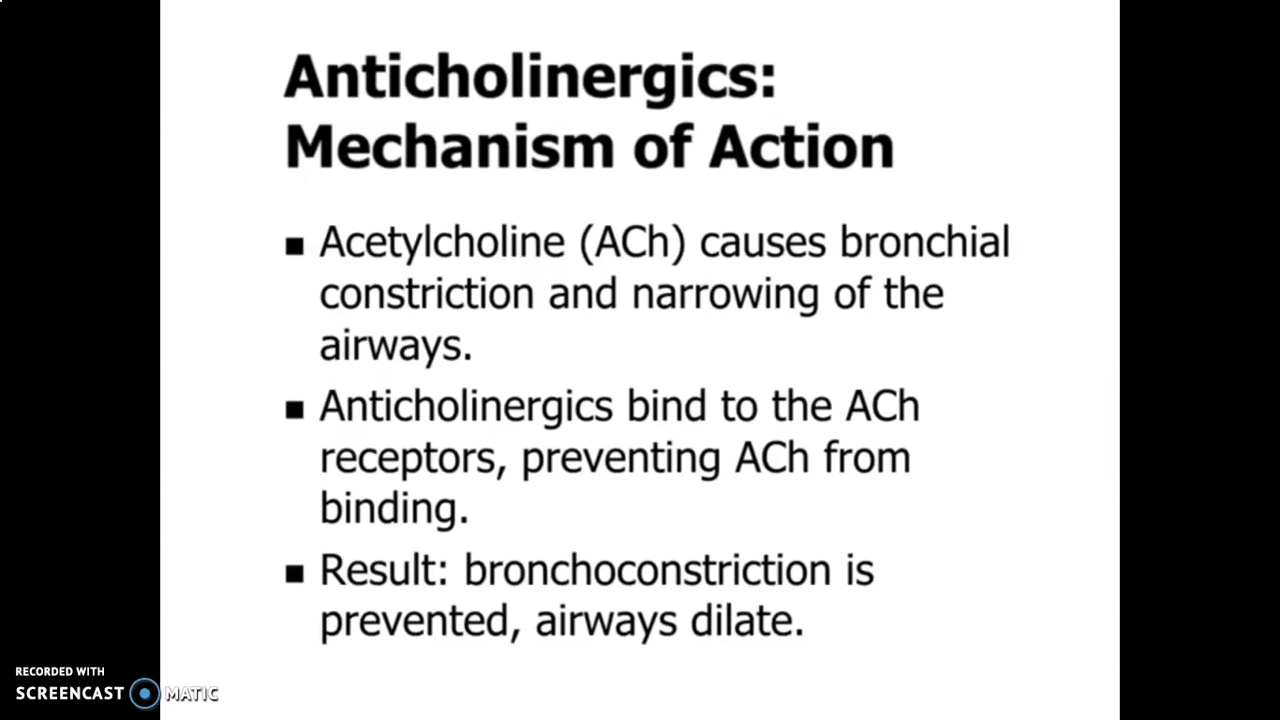 Anticholinergics:
Mechanism of Action
■ Acetylcholine (ACh) causes bronchial
constriction and narrowing of the
airways.
■ Anticholinergics bind to the ACh
receptors, preventing ACh from
binding.
■ Result: bronchoconstriction is
prevented, airways dilate.
RECORDED WITH
SCREENCAST MATIC